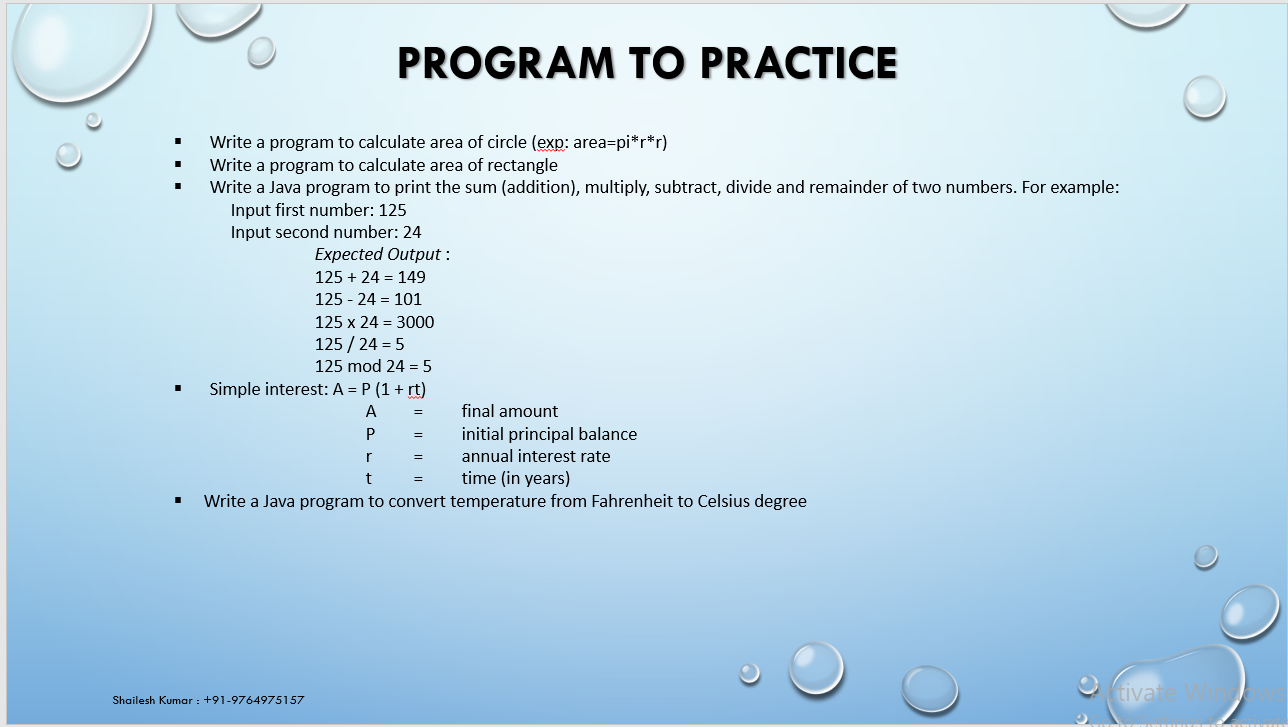 PROGRAM TO PRACTICE
▪ Write a program to calculate area of circle (exp: area=pi*r*r)
▪ Write a program to calculate area of rectangle
▪ Write a Java program to print the sum (addition), multiply, subtract, divide and remainder of two numbers. For example:
Input first number: 125
Input second number: 24
Expected Output :
125 + 24 = 149
125 - 24 = 101
125 x 24 = 3000
125 / 24 = 5
125 mod 24 = 5
▪ Simple interest: A = P (1 + rt)
A = final amount
P = initial principal balance
r = annual interest rate
t = time (in years)
▪ Write a Java program to convert temperature from Fahrenheit to Celsius degree
Shailesh Kumar : +91-9764975157
Activate Windows